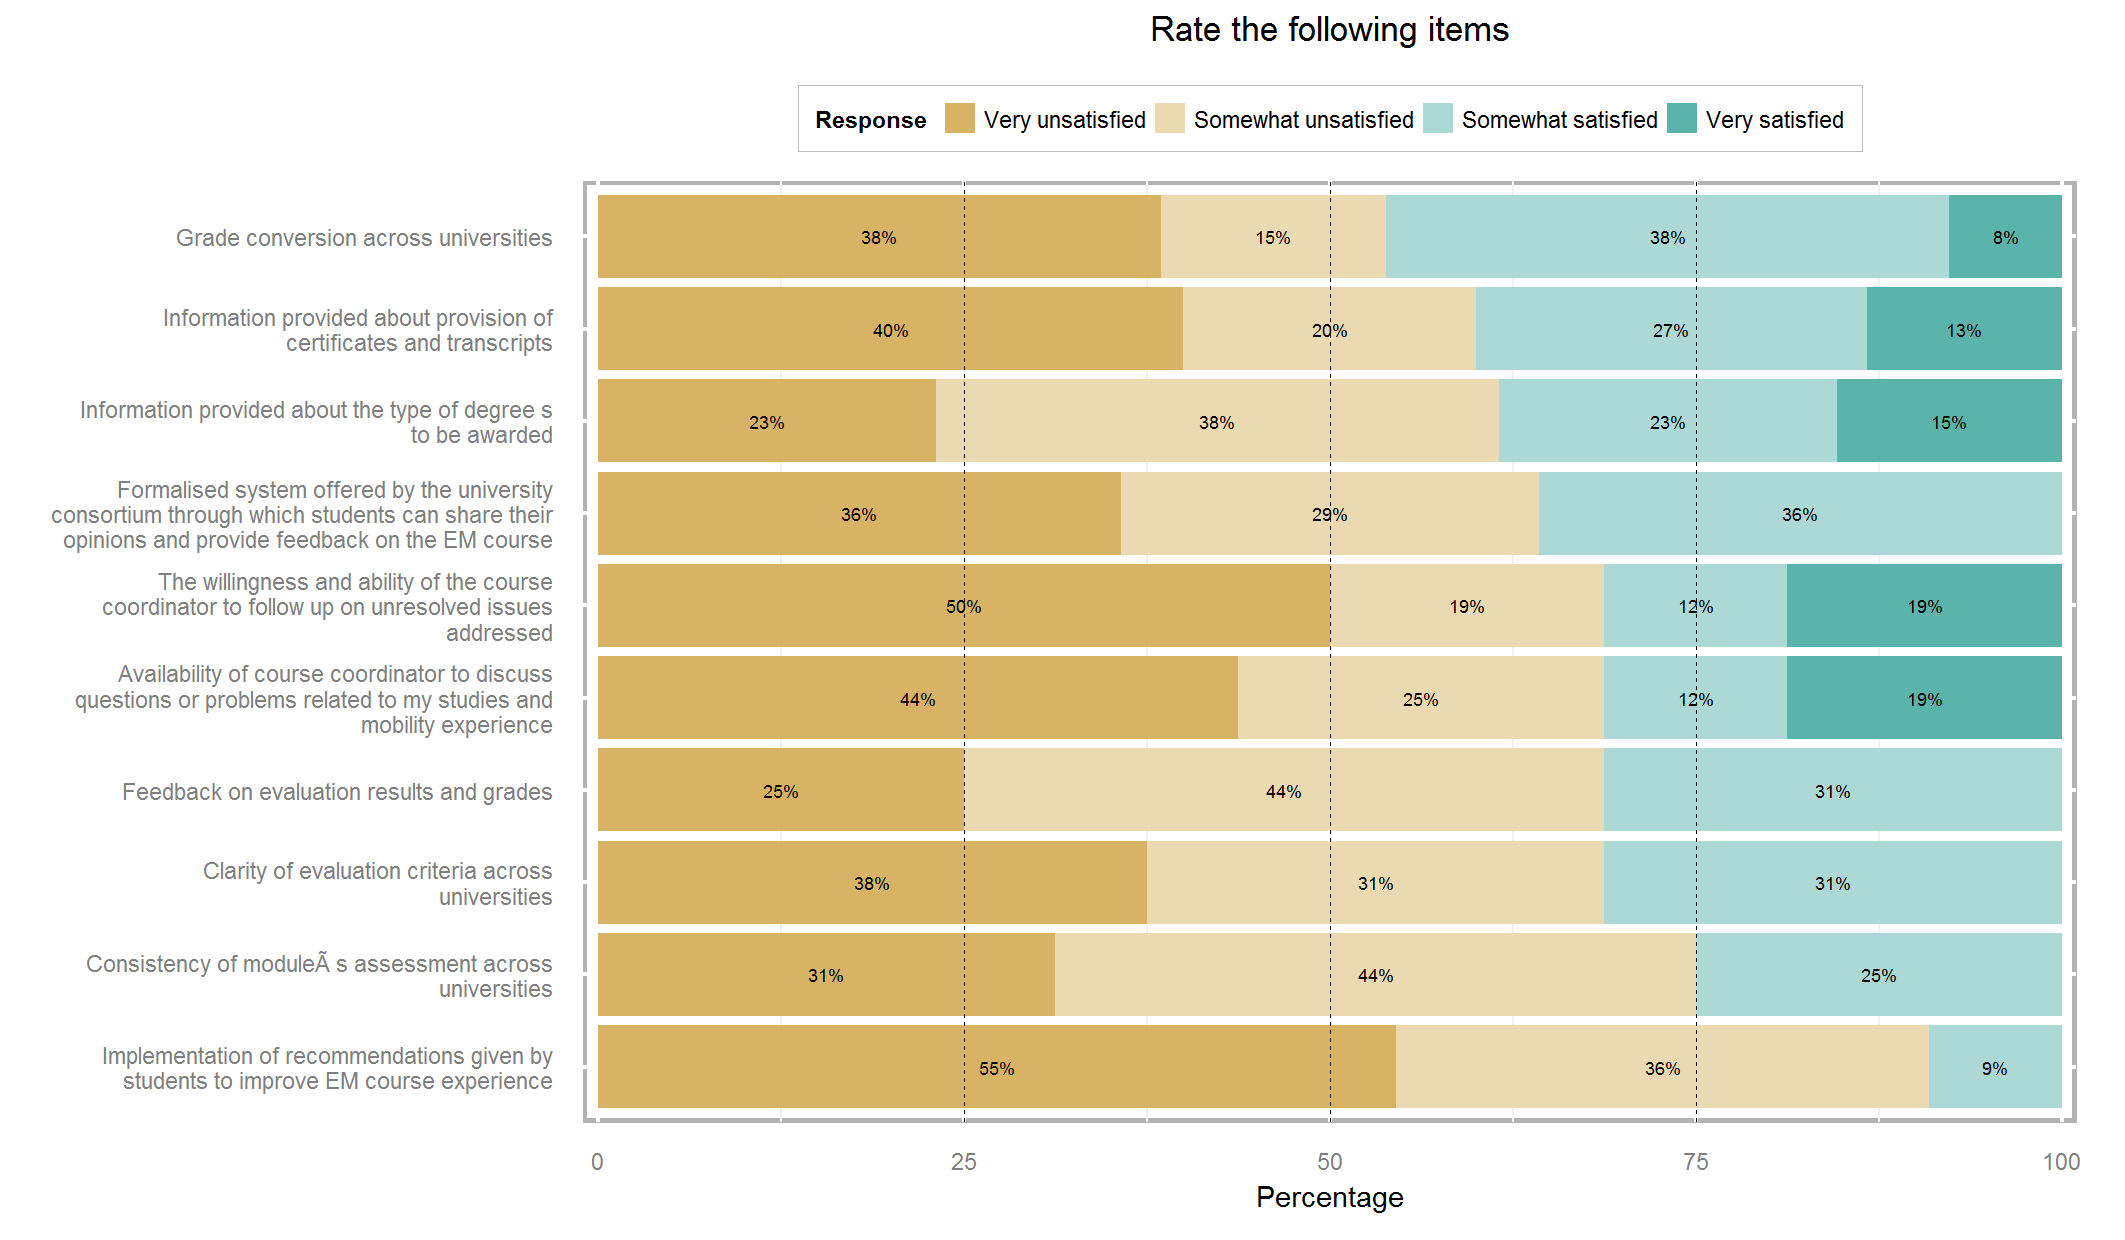 Rate the following items
Response Very unsatisfied Somewhat unsatisfied Somewhat satisfied Very satisfied
Grade conversion across universities
38% 15% 38% 8%
Information provided about provision of
certificates and transcripts
40% 20% 27% 13%
Information provided about the type of degree s
to be awarded
23% 38% 23% 15%
Formalised system offered by the university
consortium through which students can share their
opinions and provide feedback on the EM course
36% 29% 36%
The willingness and ability of the course
coordinator to follow up on unresolved issues
addressed
50% 19% 12% 19%
Availability of course coordinator to discuss
questions or problems related to my studies and
mobility experience
44% 25% 12% 19%
Feedback on evaluation results and grades
25% 44% 31%
Clarity of evaluation criteria across
universities
38% 31% 31%
Consistency of moduleÃ s assessment across
universities
31% 44% 25%
Implementation of recommendations given by
students to improve EM course experience
55% 36% 9%
0 25 50 75 100
Percentage